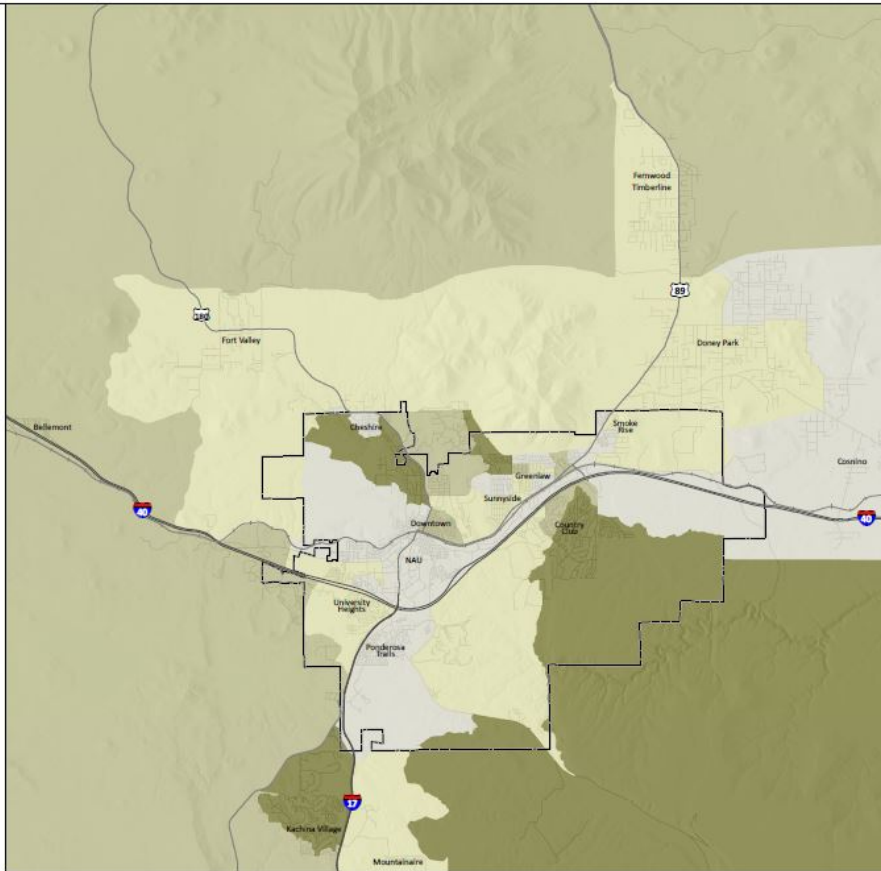 Fernwood
Timberline
89
180
Fort Valley
Doney Park
Bellemont
Cheshire
Smoke
Rise
Cosnino
Greenlaw
Sunnyside
40
Downtown
Country
Club
40
NAU
University
Heights
Ponderosa
Trails
17
Kachina Village
Mountainaire